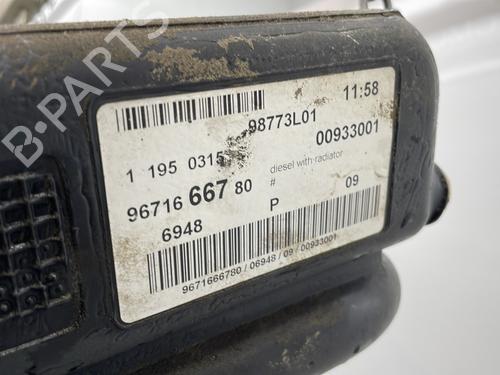 98773L01 11:58
1 195 0315 00933001
diesel with radiator
96716 667 80 # 09
6948 P
9671666780 / 06948 / 09 / 00933001